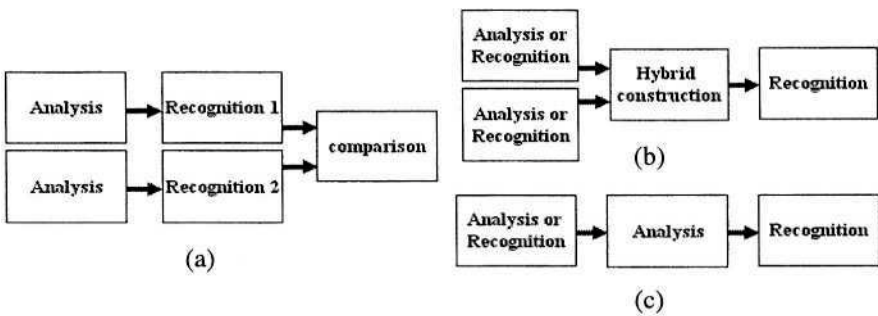 Analysis
Recognition 1
Analysis
Recognition 2
comparison
(a)
Analysis or
Recognition
Analysis or
Recognition
Hybrid
construction
Recognition
(b)
Analysis or
Recognition
Analysis
Recognition
(c)